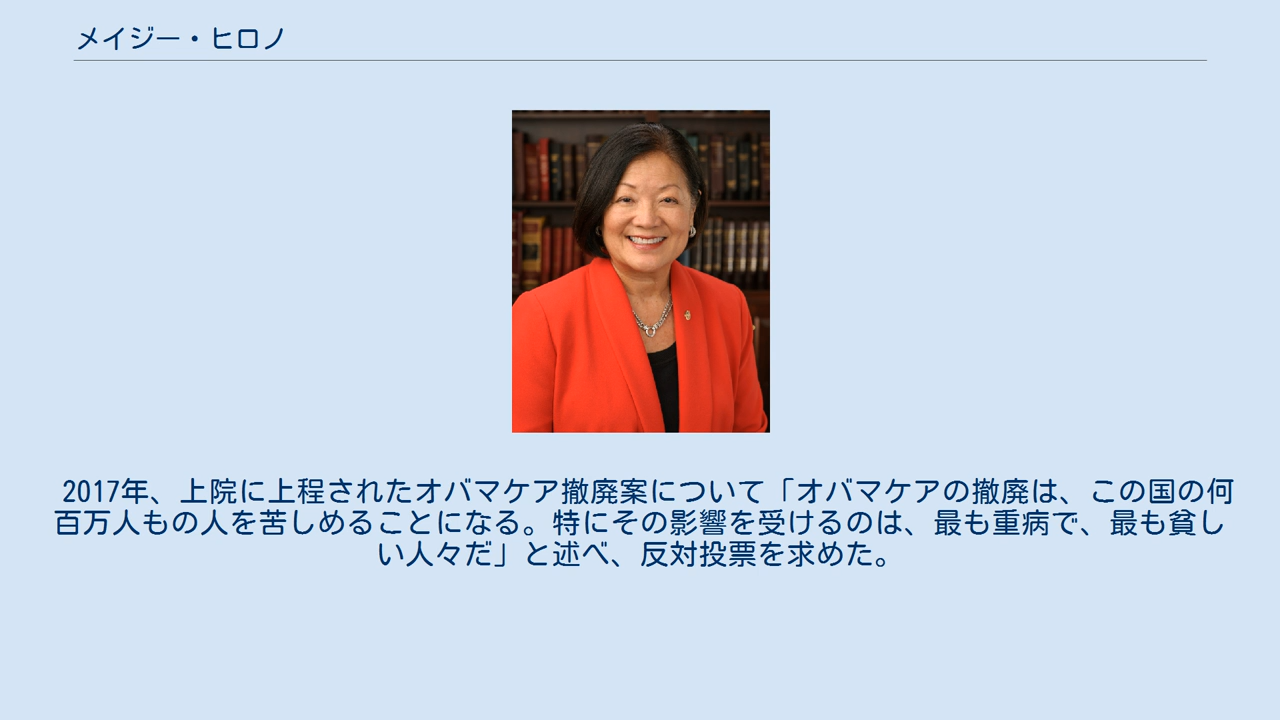 メイジー・ヒロノ
2017年、上院に上程されたオバマケア撤廃案について「オバマケアの撤廃は、この国の何
百万人もの人を苦しめることになる。特にその影響を受けるのは、最も重病で、最も貧し
い人々だ」と述べ、反対投票を求めた。